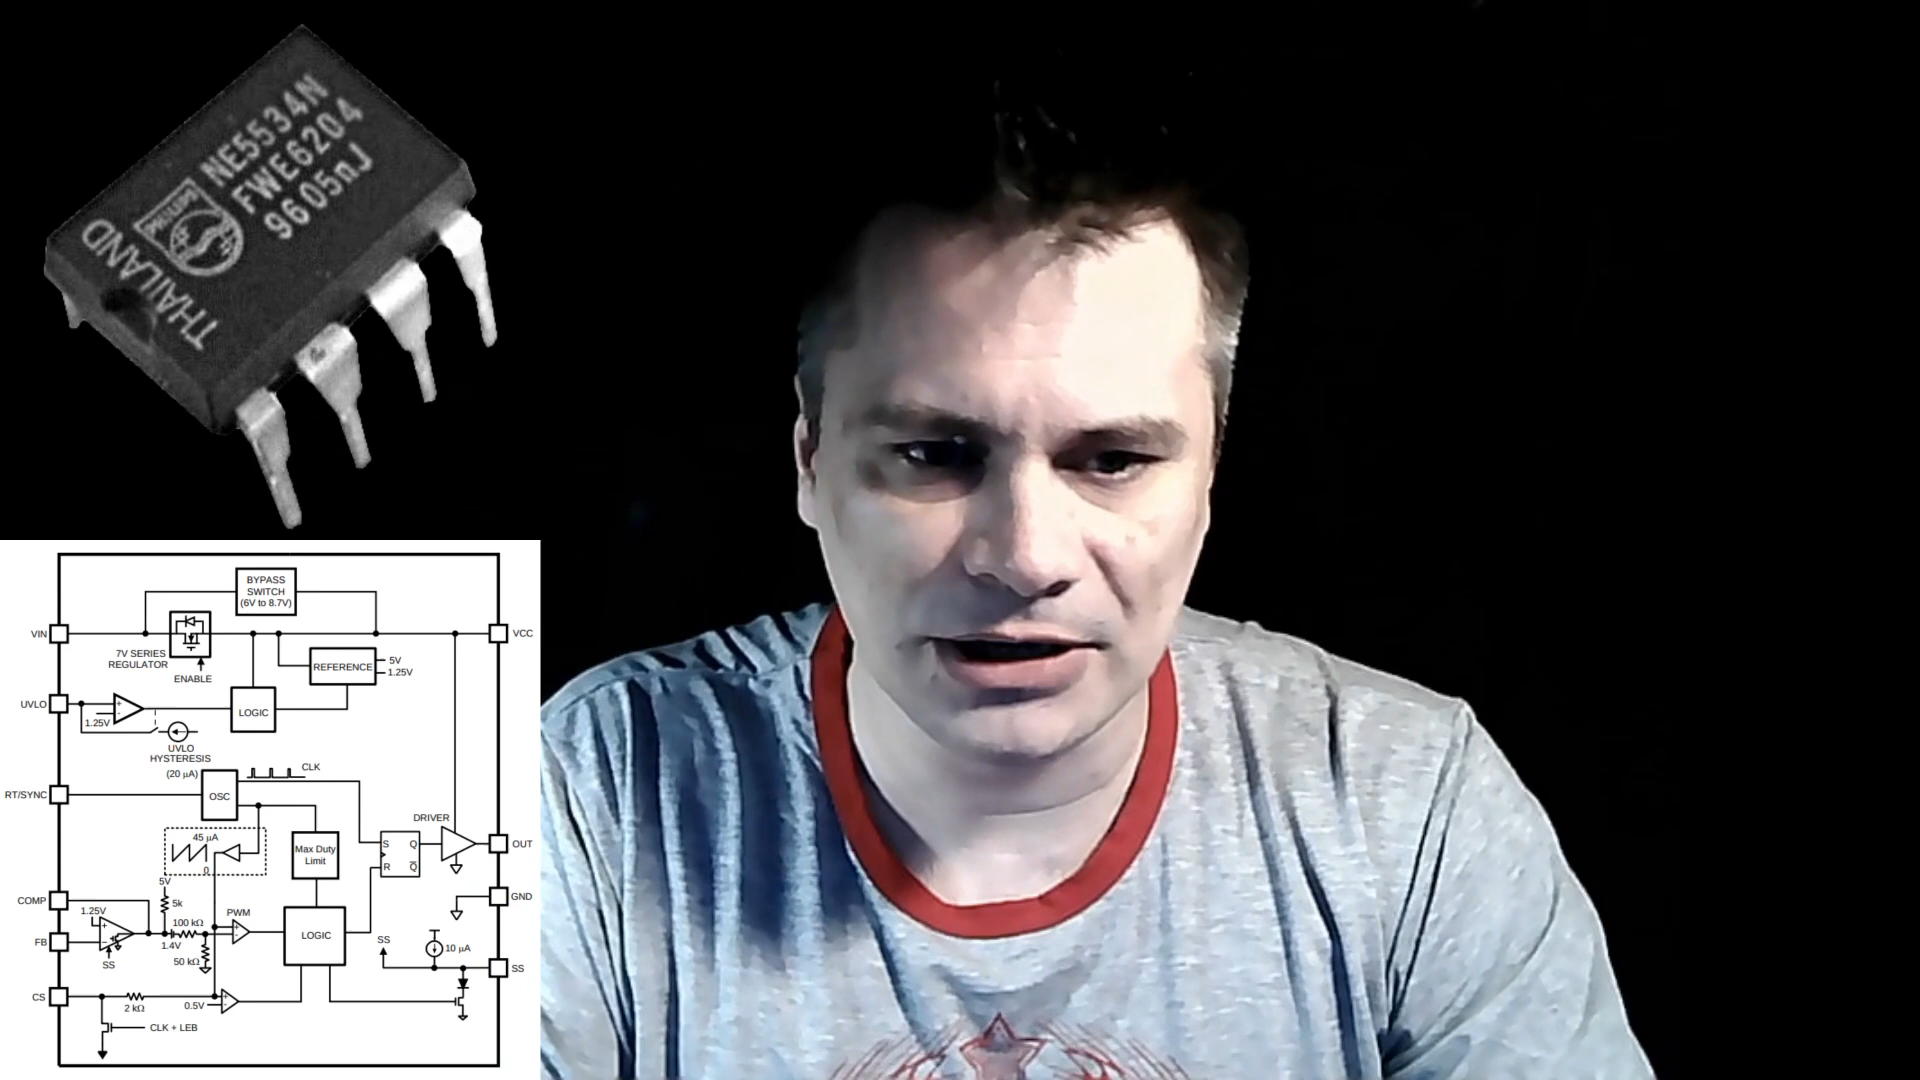 NE5534N
FWE6204
9605nJ
PHILIPS
THAILAND
BYPASS
SWITCH
(6V to 8.7V)
VIN
VCC
7V SERIES
REGULATOR
ENABLE
REFERENCE
5V
1.25V
UVLO
+
-
1.25V
LOGIC
UVLO
HYSTERESIS
(20 μA)
CLK
RT/SYNC
OSC
DRIVER
45 μA
0
Max Duty
Limit
S
Q
R
Q̅
OUT
5V
COMP
5k
1.25V
+
-
100 kΩ
PWM
+
-
GND
LOGIC
FB
1.4V
SS
10 μA
SS
50 kΩ
SS
CS
2 kΩ
0.5V
+
-
CLK + LEB